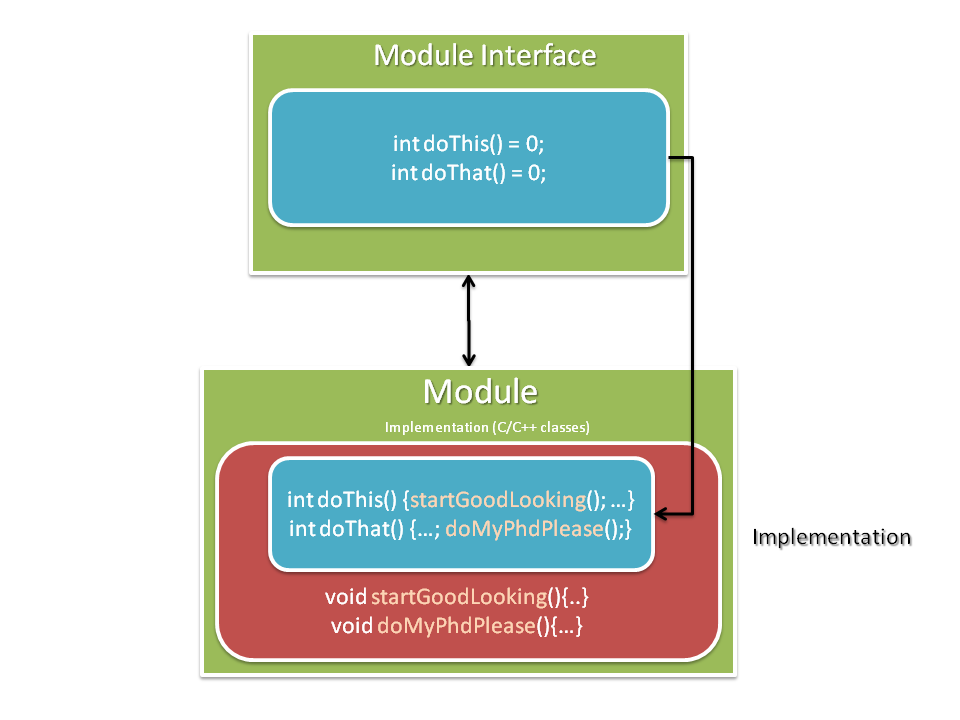 Module Interface
int doThis() = 0;
int doThat() = 0;
Module
Implementation (C/C++ classes)
int doThis() {startGoodLooking(); …}
int doThat() {…; doMyPhdPlease();}
Implementation
void startGoodLooking(){..}
void doMyPhdPlease(){…}